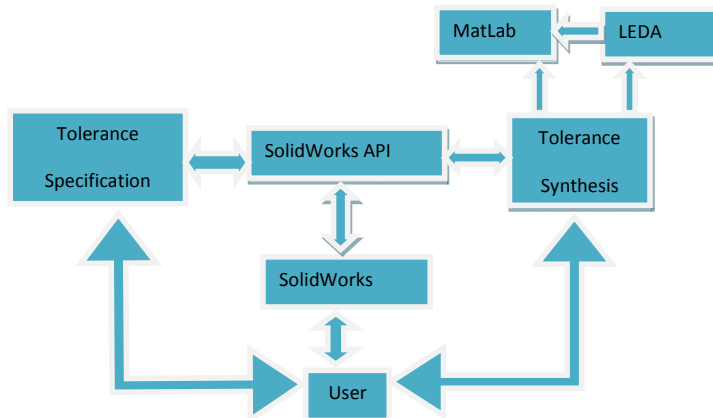 MatLab
LEDA
Tolerance
Specification
SolidWorks API
Tolerance
Synthesis
SolidWorks
User